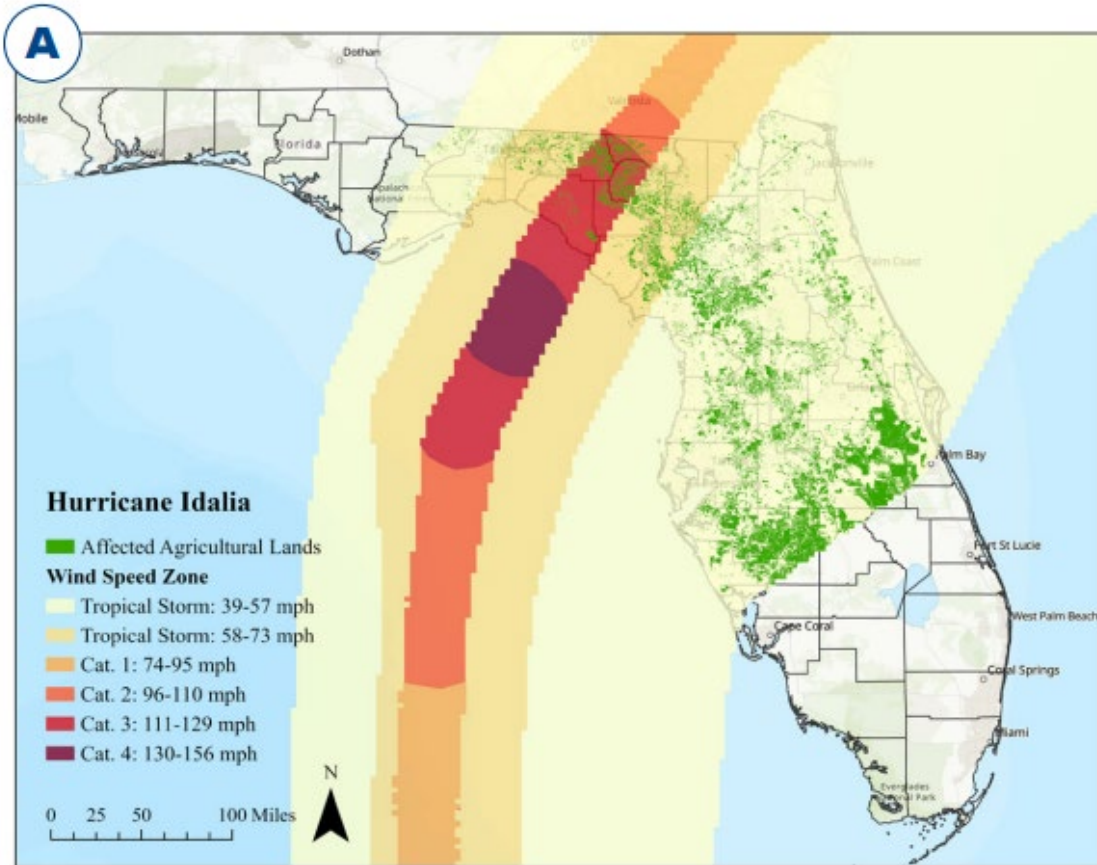 A
Dothan
Mobile
Florida
Valdosta
Jacksonville
Palm Coast
Palm Bay
Hurricane Idalia
Affected Agricultural Lands
Wind Speed Zone
Fort St Lucie
Tropical Storm: 39-57 mph
West Palm Beach
Tropical Storm: 58-73 mph
Cape Coral
Cat. 1: 74-95 mph
Coral Springs
Cat. 2: 96-110 mph
Cat. 3: 111-129 mph
Miami
Cat. 4: 130-156 mph
N
Everglades
National Park
0 25 50 100 Miles